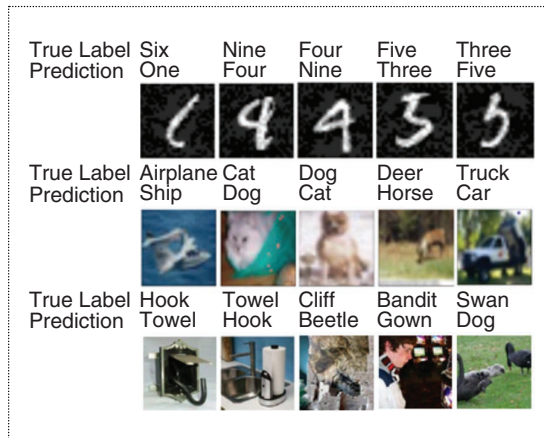 True Label Six Nine Four Five Three
Prediction One Four Nine Three Five
True Label Airplane Cat Dog Deer Truck
Prediction Ship Dog Cat Horse Car
True Label Hook Towel Cliff Bandit Swan
Prediction Towel Hook Beetle Gown Dog